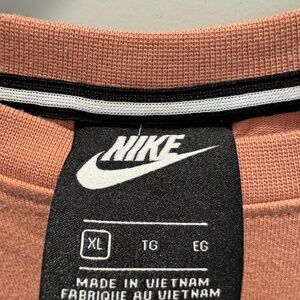 NIKE
XL TG EG
MADE IN VIETNAM
FABRIQUÉ AU VIETNAM